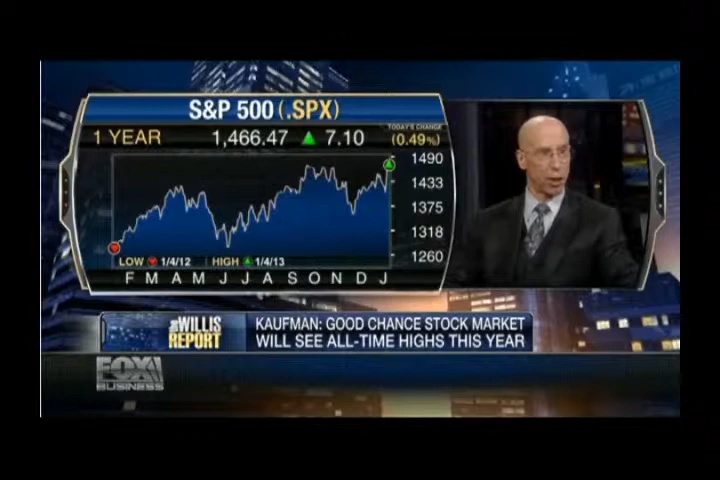 S&P 500 (.SPX)
1 YEAR 1,466.47 7.10 TODAY'S CHANGE (0.49%)
1490
1433
1375
1318
1260
LOW 1/4/12 HIGH 1/4/13
F M A M J J A S O N D J
THE WILLIS REPORT
KAUFMAN: GOOD CHANCE STOCK MARKET
WILL SEE ALL-TIME HIGHS THIS YEAR
FOX
BUSINESS